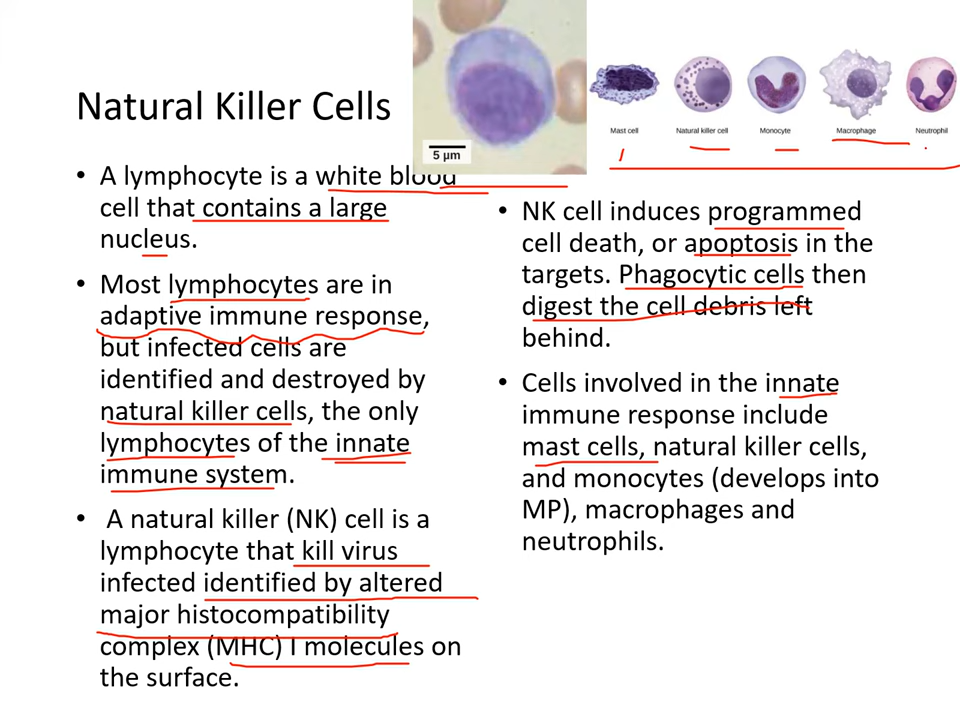 5 μm
Mast cell
Natural killer cell
Monocyte
Macrophage
Neutrophil
Natural Killer Cells
• A lymphocyte is a white blood
cell that contains a large
nucleus.
• Most lymphocytes are in
adaptive immune response,
but infected cells are
identified and destroyed by
natural killer cells, the only
lymphocytes of the innate
immune system.
• A natural killer (NK) cell is a
lymphocyte that kill virus
infected identified by altered
major histocompatibility
complex (MHC) I molecules on
the surface.
• NK cell induces programmed
cell death, or apoptosis in the
targets. Phagocytic cells then
digest the cell debris left
behind.
• Cells involved in the innate
immune response include
mast cells, natural killer cells,
and monocytes (develops into
MP), macrophages and
neutrophils.